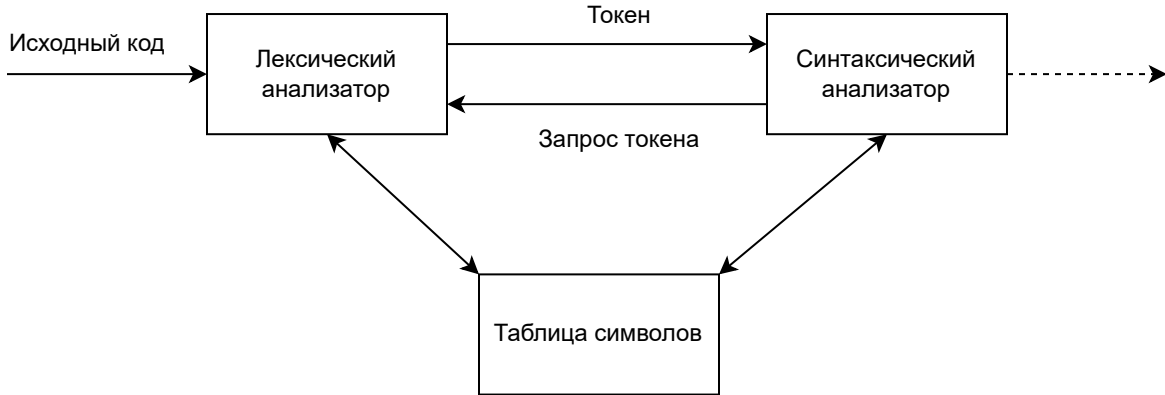 Токен
Исходный код
Лексический
анализатор
Синтаксический
анализатор
Запрос токена
Таблица символов